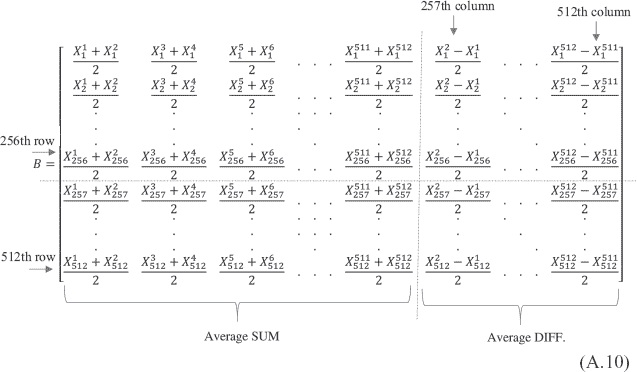 257th column
512th column
X_1^1 + X_1^2 / 2   X_1^3 + X_1^4 / 2   X_1^5 + X_1^6 / 2   . . .   X_1^511 + X_1^512 / 2   X_1^2 − X_1^1 / 2   . . .   X_1^512 − X_1^511 / 2
X_2^1 + X_2^2 / 2   X_2^3 + X_2^4 / 2   X_2^5 + X_2^6 / 2   . . .   X_2^511 + X_2^512 / 2   X_2^2 − X_2^1 / 2   . . .   X_2^512 − X_2^511 / 2
256th row
B =
X_256^1 + X_256^2 / 2   X_256^3 + X_256^4 / 2   X_256^5 + X_256^6 / 2   . . .   X_256^511 + X_256^512 / 2   X_256^2 − X_256^1 / 2   . . .   X_256^512 − X_256^511 / 2
X_257^1 + X_257^2 / 2   X_257^3 + X_257^4 / 2   X_257^5 + X_257^6 / 2   . . .   X_257^511 + X_257^512 / 2   X_257^2 − X_257^1 / 2   . . .   X_257^512 − X_257^511 / 2
512th row
X_512^1 + X_512^2 / 2   X_512^3 + X_512^4 / 2   X_512^5 + X_512^6 / 2   . . .   X_512^511 + X_512^512 / 2   X_512^2 − X_512^1 / 2   . . .   X_512^512 − X_512^511 / 2
Average SUM
Average DIFF.
(A.10)